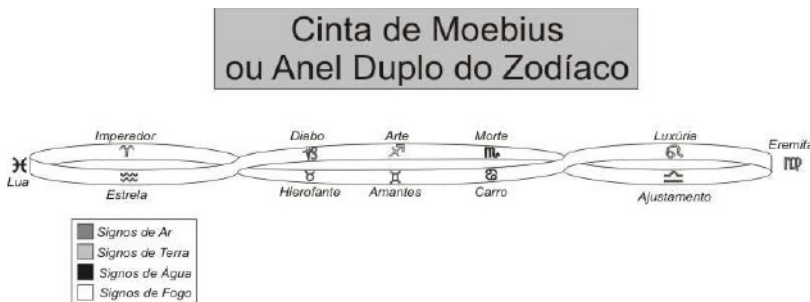 Cinta de Moebius
ou Anel Duplo do Zodíaco
Imperador Diabo Arte Morte Luxúria Eremita
♈ ♑ ♐ ♏ ♌
♓ ♍
Lua
♒ ♉ ♊ ♋ ♎
Estrela Hierofante Amantes Carro Ajustamento
Signos de Ar
Signos de Terra
Signos de Água
Signos de Fogo